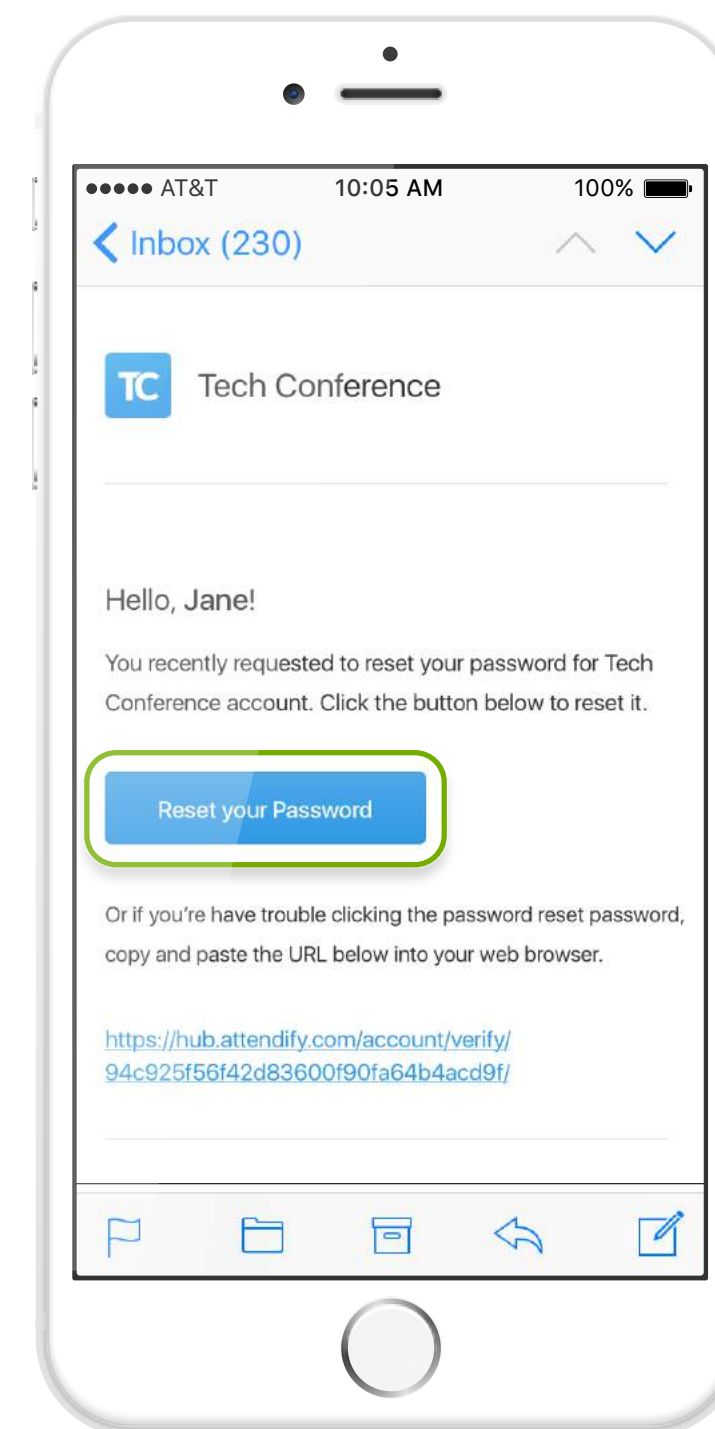 ●●●●● AT&T 10:05 AM 100%
Inbox (230)
TC Tech Conference
Hello, Jane!
You recently requested to reset your password for Tech
Conference account. Click the button below to reset it.
Reset your Password
Or if you're have trouble clicking the password reset password,
copy and paste the URL below into your web browser.
https://hub.attendify.com/account/verify/
94c925f56f42d83600f90fa64b4acd9f/